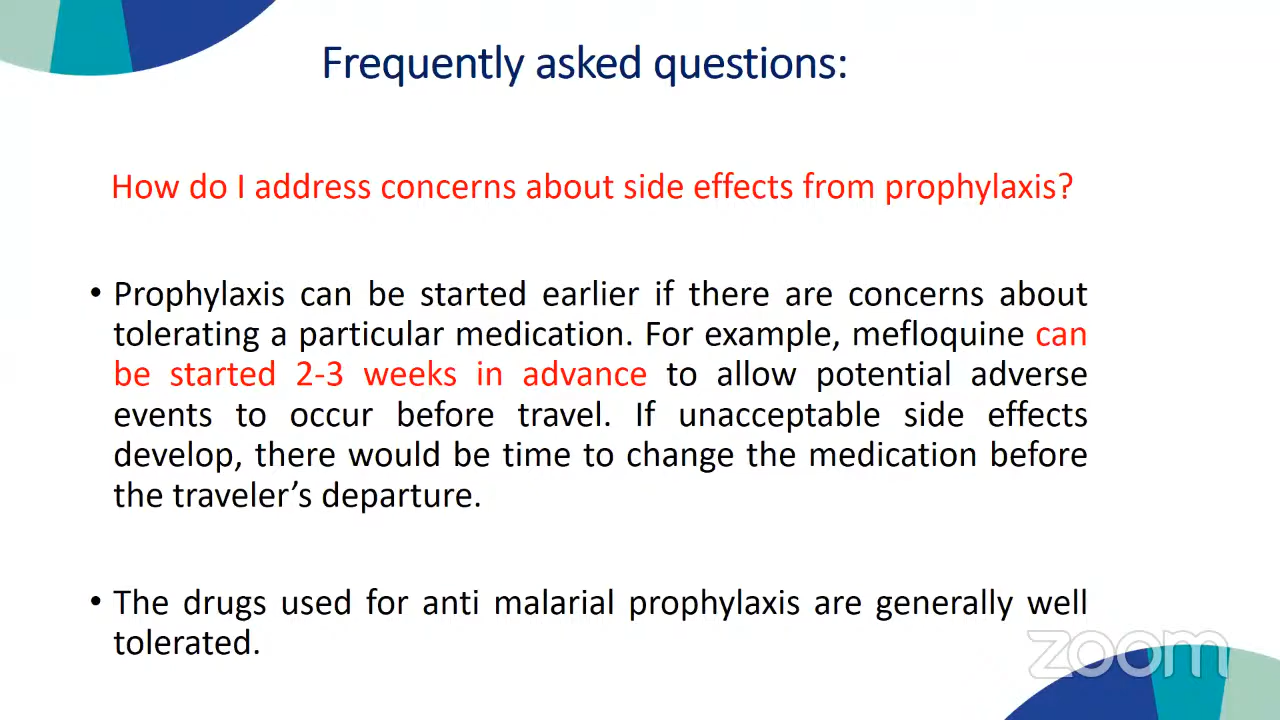 Frequently asked questions:
How do I address concerns about side effects from prophylaxis?
• Prophylaxis can be started earlier if there are concerns about
tolerating a particular medication. For example, mefloquine can
be started 2-3 weeks in advance to allow potential adverse
events to occur before travel. If unacceptable side effects
develop, there would be time to change the medication before
the traveler’s departure.
• The drugs used for anti malarial prophylaxis are generally well
tolerated.
zoom